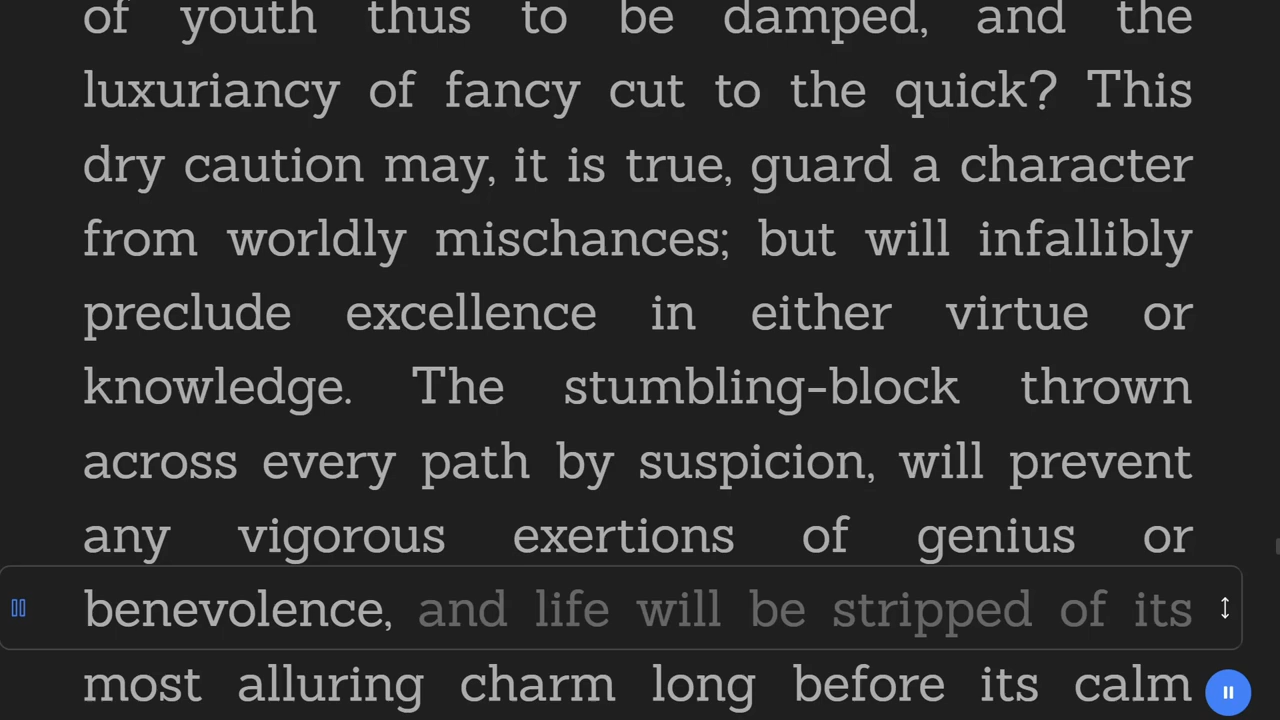 of youth thus to be damped, and the
luxuriancy of fancy cut to the quick? This
dry caution may, it is true, guard a character
from worldly mischances; but will infallibly
preclude excellence in either virtue or
knowledge. The stumbling-block thrown
across every path by suspicion, will prevent
any vigorous exertions of genius or
benevolence, and life will be stripped of its
most alluring charm long before its calm